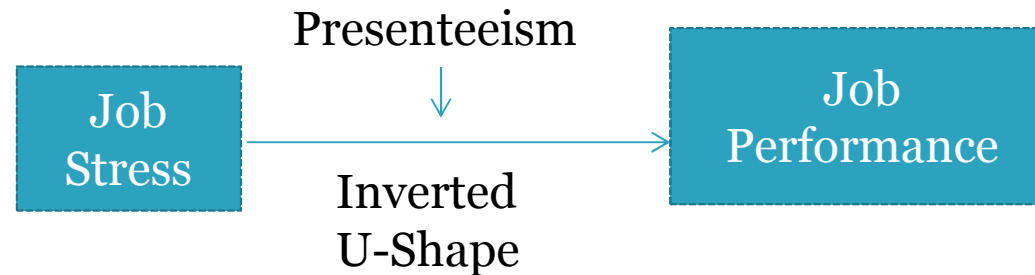 Presenteeism
Job
Stress
Job
Performance
Inverted
U-Shape